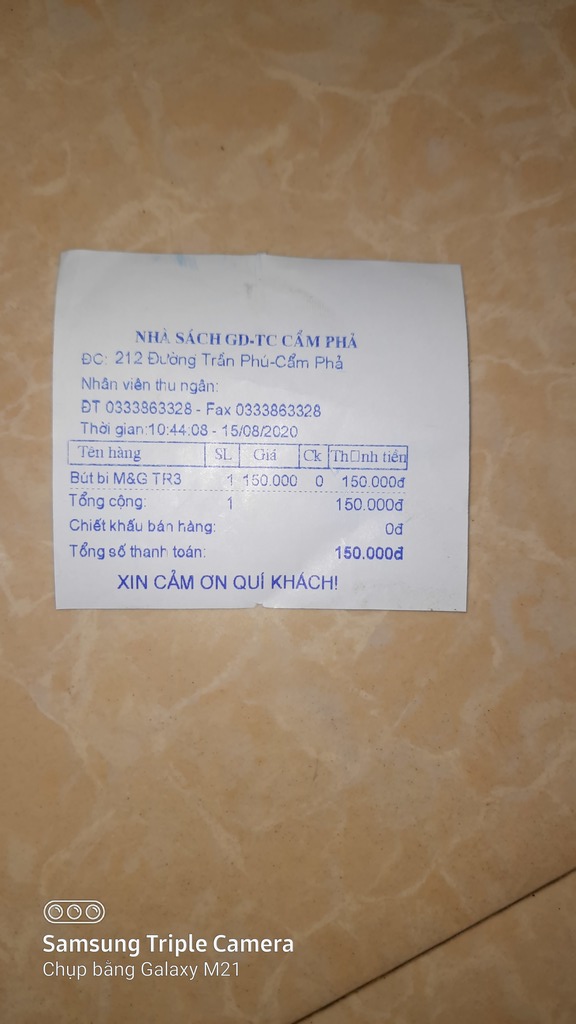 NHÀ SÁCH GD-TC CẨM PHẢ
ĐC: 212 Đường Trần Phú-Cẩm Phả
Nhân viên thu ngân:
ĐT 0333863328 - Fax 0333863328
Thời gian:10:44:08 - 15/08/2020
Tên hàng SL Giá Ck Th□nh tiền
Bút bi M&G TR3 1 150.000 0 150.000đ
Tổng cộng: 1 150.000đ
Chiết khấu bán hàng: 0đ
Tổng số thanh toán: 150.000đ
XIN CẢM ƠN QUÍ KHÁCH!
Samsung Triple Camera
Chụp bằng Galaxy M21